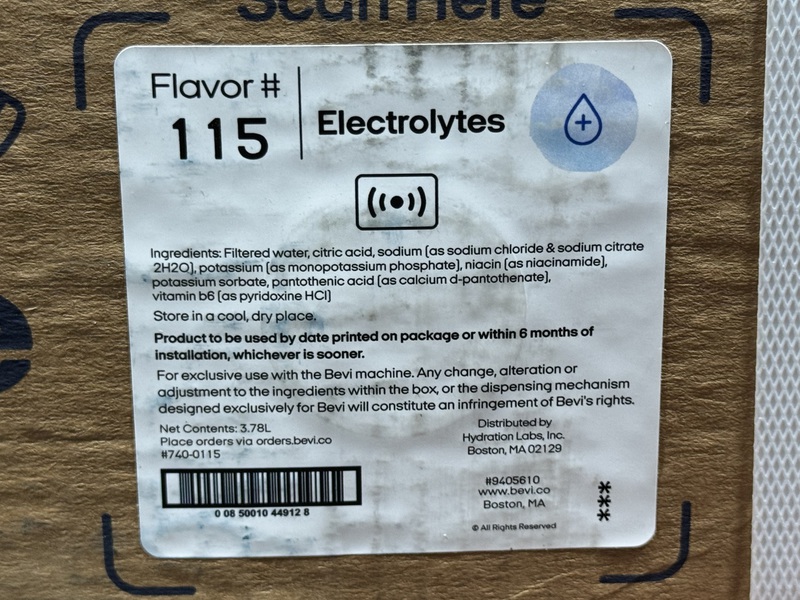 Scan Here
Flavor #
115
Electrolytes
Ingredients: Filtered water, citric acid, sodium (as sodium chloride & sodium citrate
2H2O), potassium (as monopotassium phosphate), niacin (as niacinamide),
potassium sorbate, pantothenic acid (as calcium d-pantothenate),
vitamin b6 (as pyridoxine HCl)
Store in a cool, dry place.
Product to be used by date printed on package or within 6 months of
installation, whichever is sooner.
For exclusive use with the Bevi machine. Any change, alteration or
adjustment to the ingredients within the box, or the dispensing mechanism
designed exclusively for Bevi will constitute an infringement of Bevi's rights.
Net Contents: 3.78L
Place orders via orders.bevi.co
#740-0115
0 08 50010 44912 8
Distributed by
Hydration Labs, Inc.
Boston, MA 02129
#9405610
www.bevi.co
Boston, MA
© All Rights Reserved
***